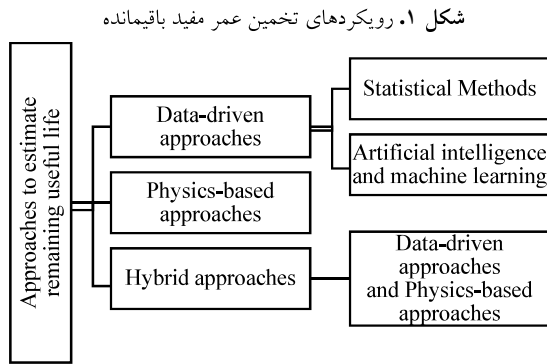 شکل ۱. رویکردهای تخمین عمر مفید باقیمانده
Approaches to estimate
remaining useful life
Data-driven
approaches
Statistical Methods
Artificial intelligence
and machine learning
Physics-based
approaches
Hybrid approaches
Data-driven
approaches
and Physics-based
approaches